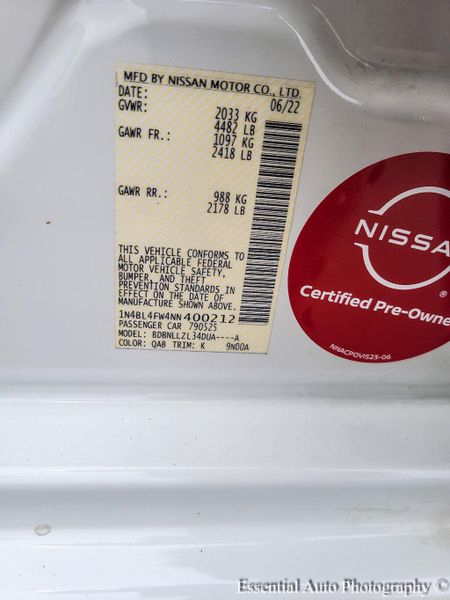 MFD BY NISSAN MOTOR CO., LTD.
DATE: 06/22
GVWR: 2033 KG
4482 LB
GAWR FR.: 1097 KG
2418 LB
GAWR RR.: 988 KG
2178 LB
THIS VEHICLE CONFORMS TO
ALL APPLICABLE FEDERAL
MOTOR VEHICLE SAFETY,
BUMPER, AND THEFT
PREVENTION STANDARDS IN
EFFECT ON THE DATE OF
MANUFACTURE SHOWN ABOVE.
1N4BL4FW4NN400212
PASSENGER CAR 790525
MODEL: BDBNLLZL34DUA----A
COLOR: QAB TRIM: K 9N00A
NISSA
®
Certified Pre-Owne
NNACPOVIS23-06
Essential Auto Photography ©